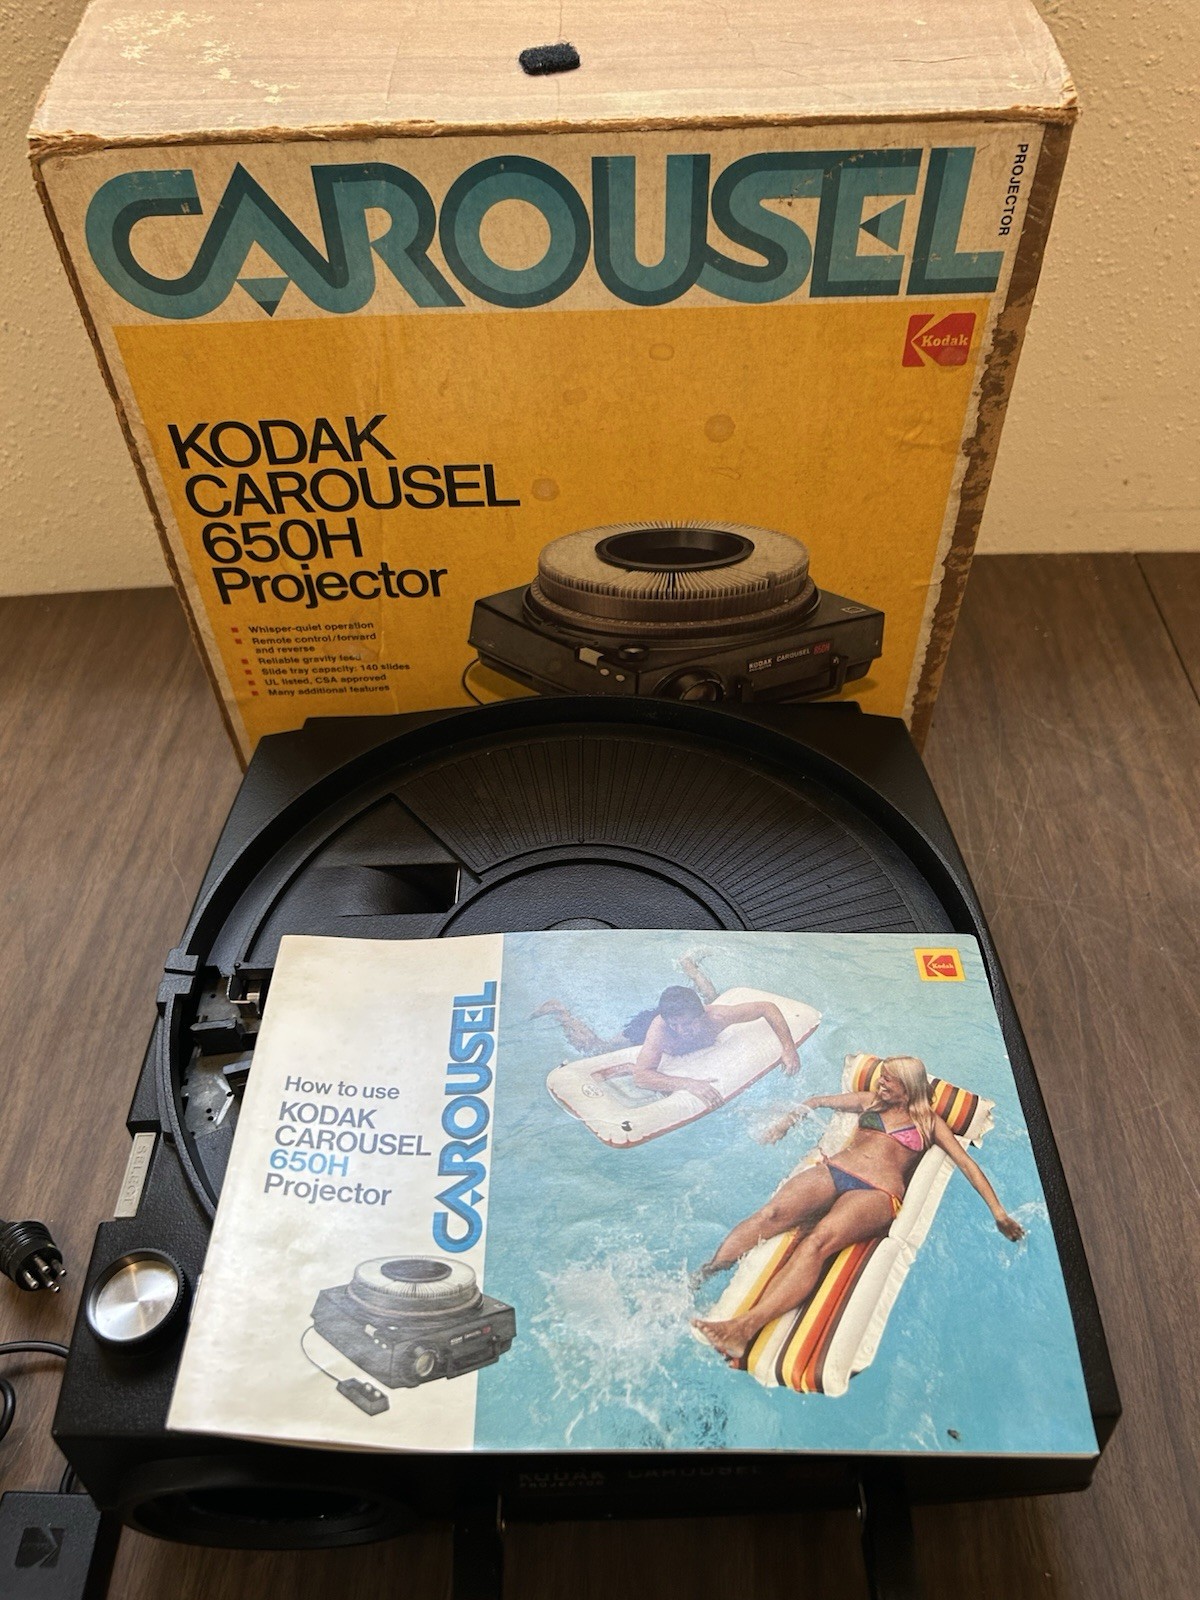 CAROUSEL
PROJECTOR
Kodak
KODAK
CAROUSEL
650H
Projector
Whisper-quiet operation
Remote control/forward
and reverse
Reliable gravity feed
Slide tray capacity: 140 slides
UL listed, CSA approved
Many additional features
KODAK CAROUSEL 650H
Kodak
CAROUSEL
How to use
KODAK
CAROUSEL
650H
Projector
SELECT
KODAK CAROUSEL
PROJECTOR